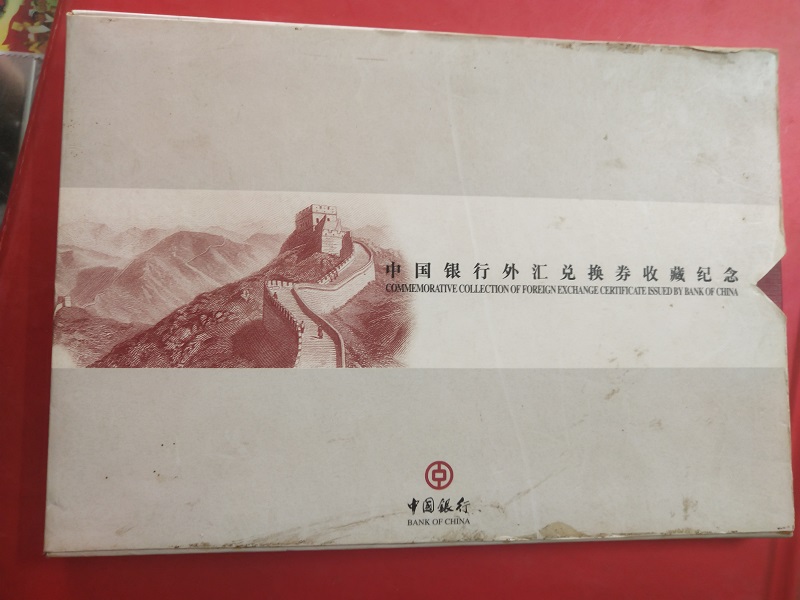 中国银行外汇兑换券收藏纪念
COMMEMORATIVE COLLECTION OF FOREIGN EXCHANGE CERTIFICATE ISSUED BY BANK OF CHINA
中国银行
BANK OF CHINA